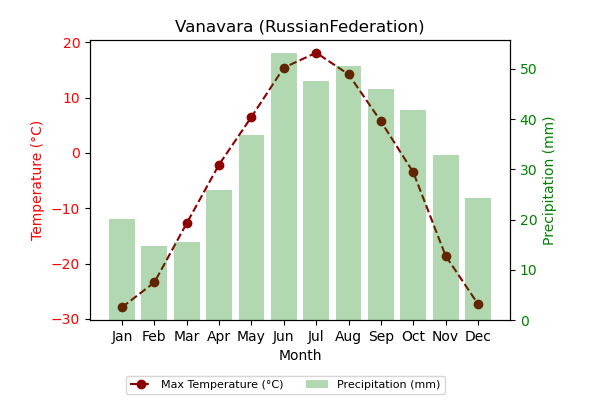 Vanavara (RussianFederation)
Temperature (°C)
20
10
0
−10
−20
−30
50
40
30
20
10
0
Precipitation (mm)
Jan Feb Mar Apr May Jun Jul Aug Sep Oct Nov Dec
Month
Max Temperature (°C) Precipitation (mm)